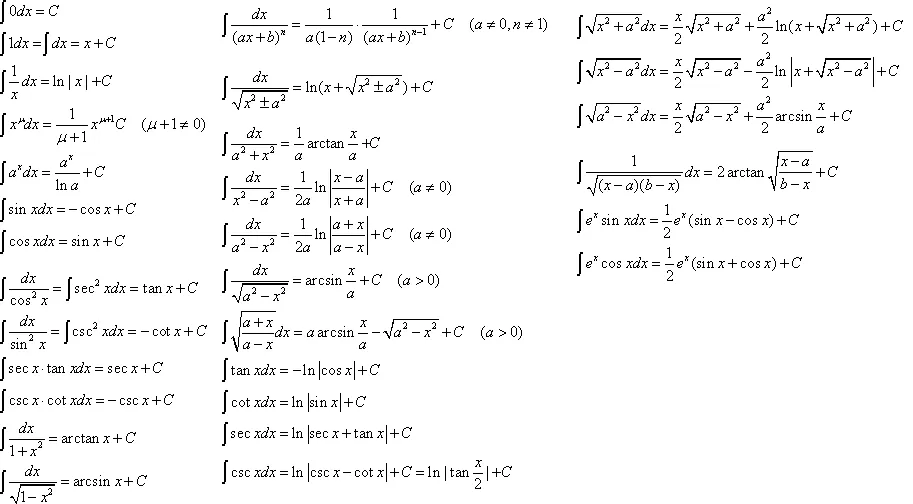 ∫0dx = C
∫1dx = ∫dx = x + C
∫1/x dx = ln|x| + C
∫x^μ dx = 1/(μ+1) x^(μ+1) C (μ+1 ≠ 0)
∫a^x dx = a^x/ln a + C
∫sin xdx = −cos x + C
∫cos xdx = sin x + C
∫dx/cos² x = ∫sec² xdx = tan x + C
∫dx/sin² x = ∫csc² xdx = −cot x + C
∫sec x · tan xdx = sec x + C
∫csc x · cot xdx = −csc x + C
∫dx/(1+x²) = arctan x + C
∫dx/√(1−x²) = arcsin x + C
∫dx/(ax+b)^n = 1/(a(1−n)) · 1/(ax+b)^(n−1) + C (a ≠ 0, n ≠ 1)
∫dx/√(x² ± a²) = ln(x + √(x² ± a²)) + C
∫dx/(a² + x²) = 1/a arctan x/a + C
∫dx/(x² − a²) = 1/2a ln|(x−a)/(x+a)| + C (a ≠ 0)
∫dx/(a² − x²) = 1/2a ln|(a+x)/(a−x)| + C (a ≠ 0)
∫dx/√(a² − x²) = arcsin x/a + C (a > 0)
∫√((a+x)/(a−x)) dx = a arcsin x/a − √(a² − x²) + C (a > 0)
∫tan xdx = −ln|cos x| + C
∫cot xdx = ln|sin x| + C
∫sec xdx = ln|sec x + tan x| + C
∫csc xdx = ln|csc x − cot x| + C = ln|tan x/2| + C
∫√(x² + a²) dx = x/2 √(x² + a²) + a²/2 ln(x + √(x² + a²)) + C
∫√(x² − a²) dx = x/2 √(x² − a²) − a²/2 ln|x + √(x² − a²)| + C
∫√(a² − x²) dx = x/2 √(a² − x²) + a²/2 arcsin x/a + C
∫1/√((x−a)(b−x)) dx = 2 arctan √((x−a)/(b−x)) + C
∫e^x sin xdx = 1/2 e^x (sin x − cos x) + C
∫e^x cos xdx = 1/2 e^x (sin x + cos x) + C